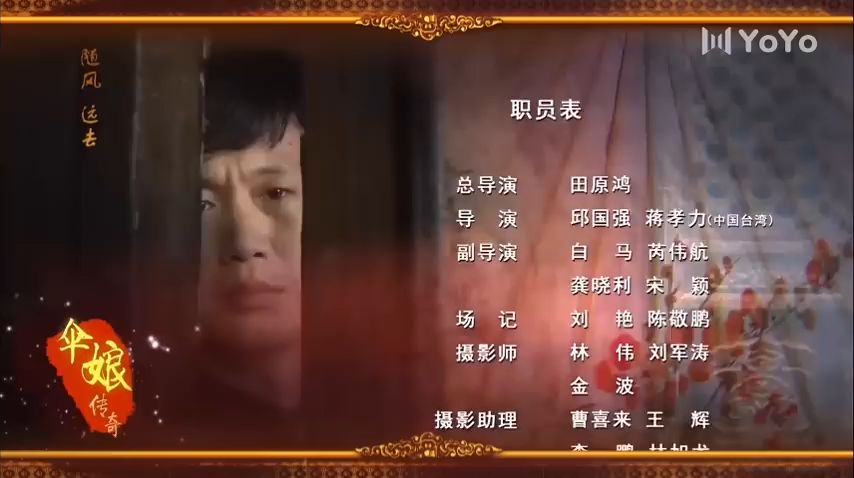 YoYo
随风 远去
职员表
总导演 田原鸿
导 演 邱国强 蒋孝力(中国台湾)
副导演 白 马 芮伟航
龚晓利 宋 颖
场 记 刘 艳 陈敬鹏
摄影师 林 伟 刘军涛
金 波
摄影助理 曹喜来 王 辉
伞娘
传奇